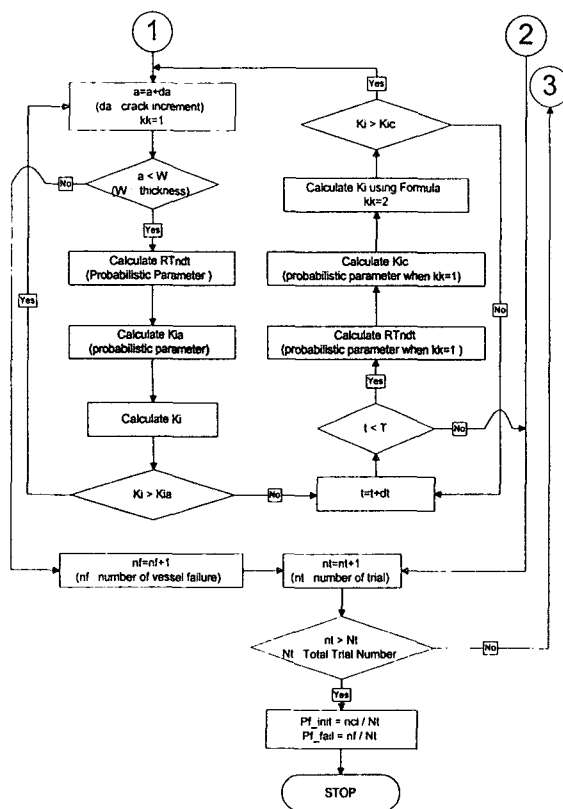 1
2
3
a=a+da
(da crack increment)
kk=1
a < W
(W thickness)
No
Yes
Calculate RTndt
(Probabilistic Parameter )
Calculate Kia
(probabilistic parameter)
Calculate Ki
Ki > Kia
Yes
No
Yes
Ki > Kic
Calculate Ki using Formula
kk=2
Calculate Kic
(probabilistic parameter when kk=1)
Calculate RTndt
(probabilistic parameter when kk=1 )
Yes
No
t < T
No
t=t+dt
nf=nf+1
(nf number of vessel failure)
nt=nt+1
(nt number of trial)
nt > Nt
Nt Total Trial Number
No
Yes
Pf_init = nci / Nt
Pf_fail = nf / Nt
STOP